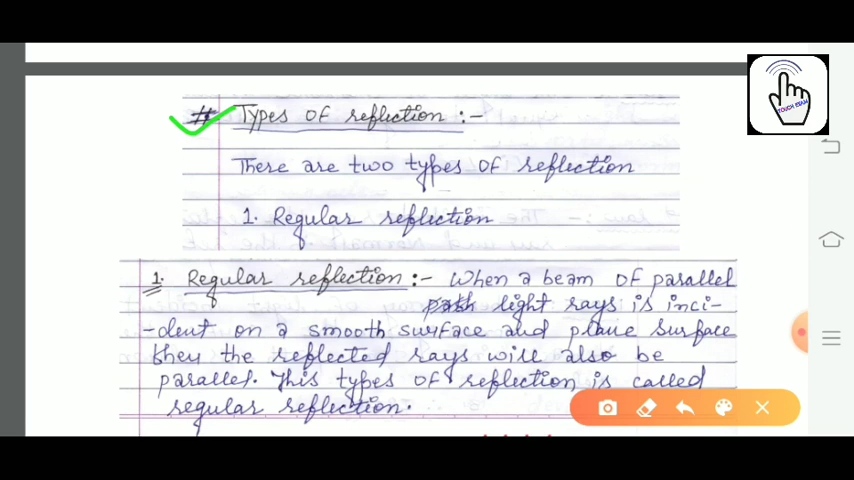 # Types of reflection :-
There are two types of reflection
1. Regular reflection
1. Regular reflection :- When a beam of parallel
path light rays is inci-
-dent on a smooth surface and plane surface
then the reflected rays will also be
parallel. This types of reflection is called
regular reflection.
TOUCH EXAM